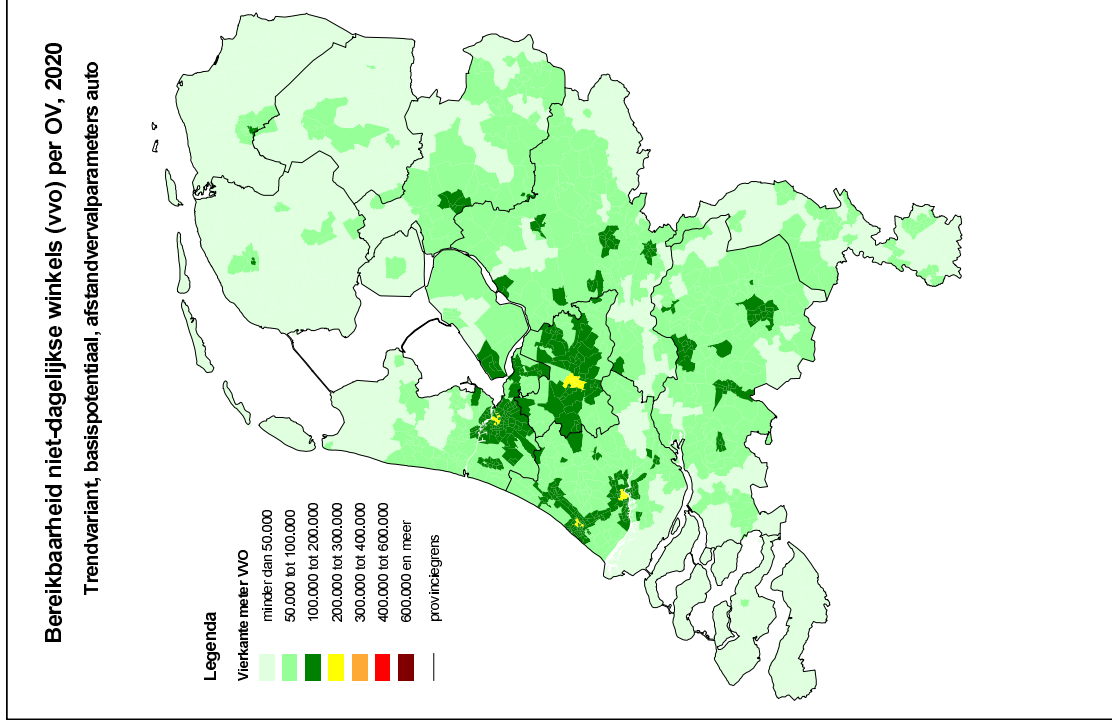 Bereikbaarheid niet-dagelijkse winkels (vvo) per OV, 2020
Trendvariant, basispotentiaal, afstandvervalparameters auto
Legenda
Vierkante meter VVO
minder dan 50.000
50.000 tot 100.000
100.000 tot 200.000
200.000 tot 300.000
300.000 tot 400.000
400.000 tot 600.000
600.000 en meer
provinciegrens